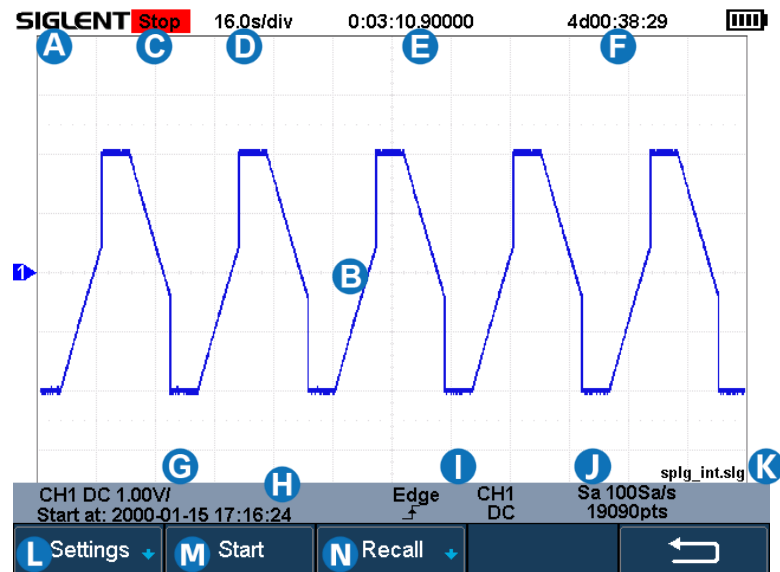 SIGLENT Stop 16.0s/div 0:03:10.90000 4d00:38:29
A C D E F
1
B
G H I J K
splg_int.slg
CH1 DC 1.00V/ Edge CH1 Sa 100Sa/s
Start at: 2000-01-15 17:16:24 DC 19090pts
L Settings M Start N Recall